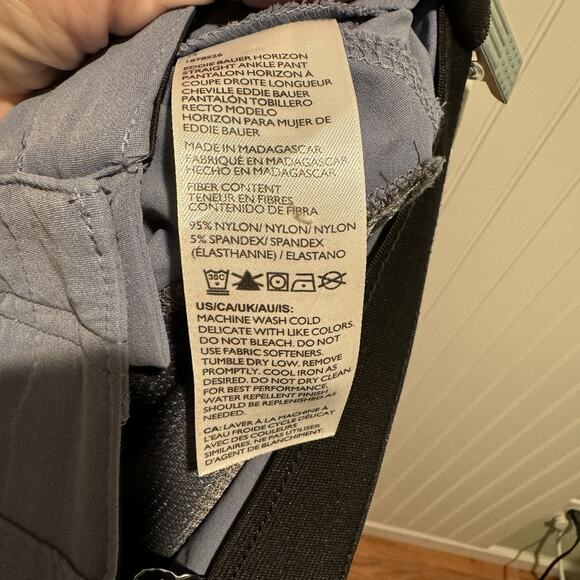 1878526
EDDIE BAUER HORIZON
STRAIGHT ANKLE PANT
PANTALON HORIZON À
COUPE DROITE LONGUEUR
CHEVILLE EDDIE BAUER
PANTALÓN TOBILLERO
RECTO MODELO
HORIZON PARA MUJER DE
EDDIE BAUER
MADE IN MADAGASCAR
FABRIQUÉ EN MADAGASCAR
HECHO EN MADAGASCAR
FIBER CONTENT
TENEUR EN FIBRES
CONTENIDO DE FIBRA
95% NYLON/ NYLON/ NYLON
5% SPANDEX/ SPANDEX
(ÉLASTHANNE)/ ELASTANO
30C
US/CA/UK/AU/IS:
MACHINE WASH COLD
DELICATE WITH LIKE COLORS.
DO NOT BLEACH. DO NOT
USE FABRIC SOFTENERS.
TUMBLE DRY LOW. REMOVE
PROMPTLY. COOL IRON AS
DESIRED. DO NOT DRY CLEAN.
FOR BEST PERFORMANCE,
WATER REPELLENT FINISH
SHOULD BE REPLENISHED AS
NEEDED.
CA: LAVER À LA MACHINE À
L'EAU FROIDE CYCLE DÉLICAT
AVEC DES COULEURS
SIMILAIRES. NE PAS UTILISER
D'AGENT DE BLANCHIMENT.